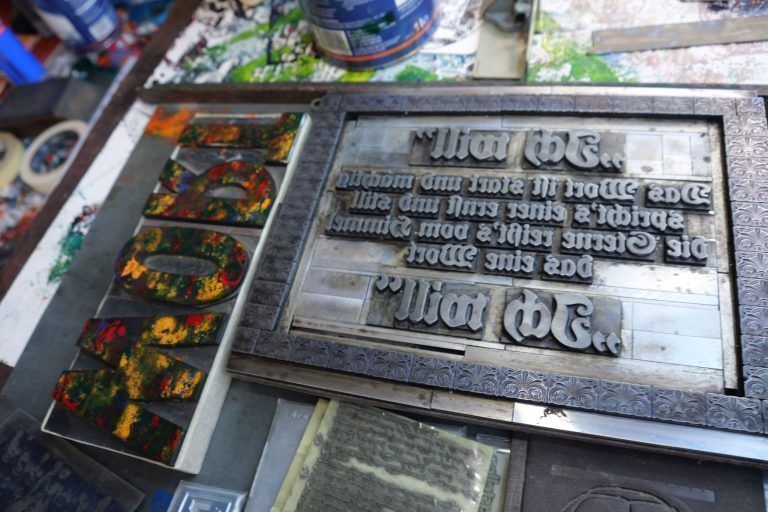 „Ich will“
Das Wort ist stark und mächtig
spricht's einer ernst und still
Die Sterne reißt's vom Himmel
das eine Wort
„Ich will“
WORT